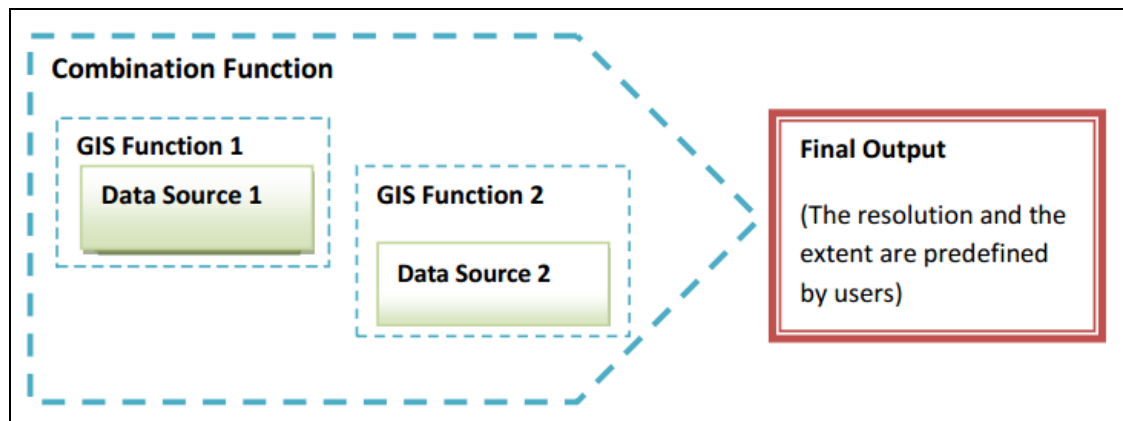 Combination Function
GIS Function 1
Data Source 1
GIS Function 2
Data Source 2
Final Output
(The resolution and the
extent are predefined
by users)